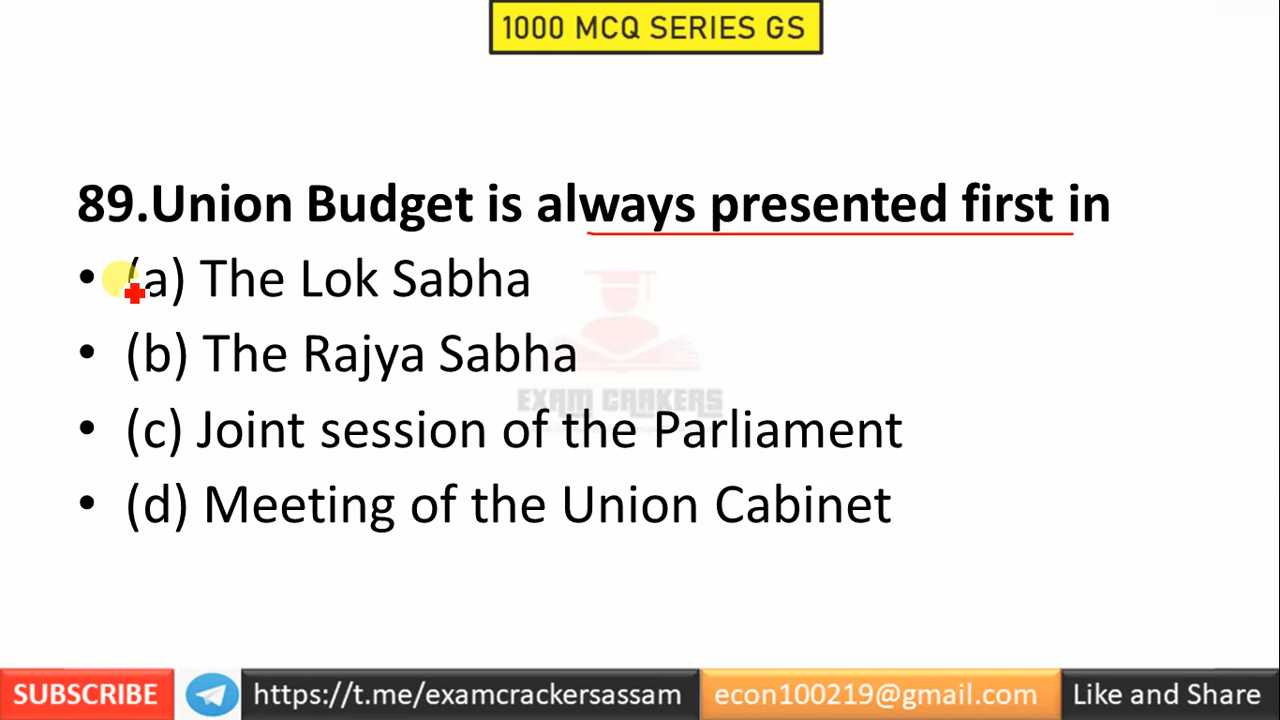 1000 MCQ SERIES GS
89.Union Budget is always presented first in
• (a) The Lok Sabha
• (b) The Rajya Sabha
EXAM CRAKERS
• (c) Joint session of the Parliament
• (d) Meeting of the Union Cabinet
SUBSCRIBE https://t.me/examcrackersassam econ100219@gmail.com Like and Share